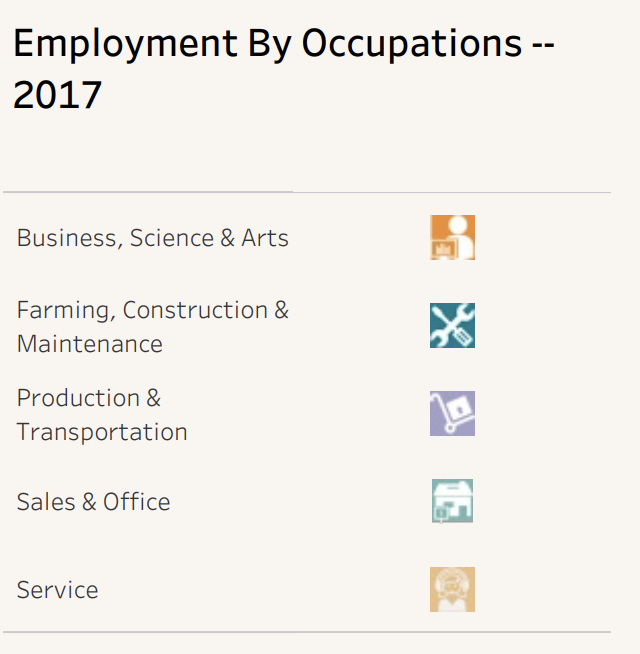 Employment By Occupations --
2017
Business, Science & Arts
Farming, Construction &
Maintenance
Production &
Transportation
Sales & Office
Service